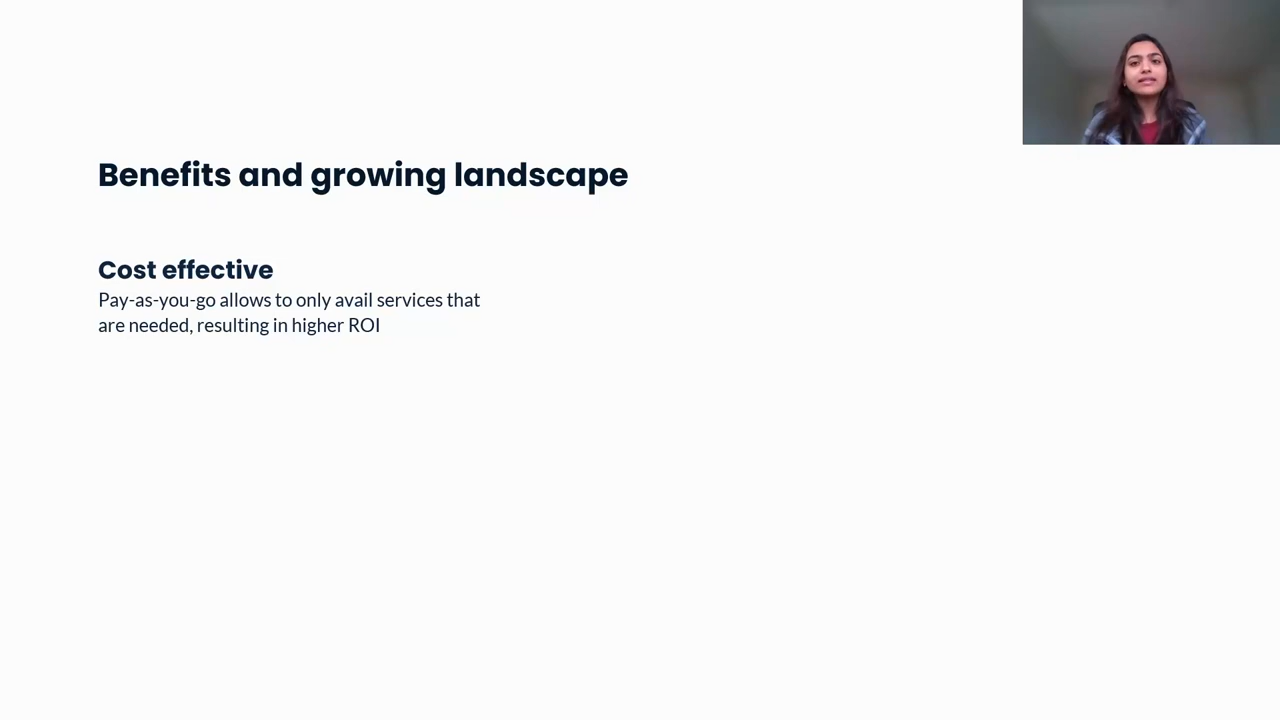 Benefits and growing landscape
Cost effective
Pay-as-you-go allows to only avail services that
are needed, resulting in higher ROI